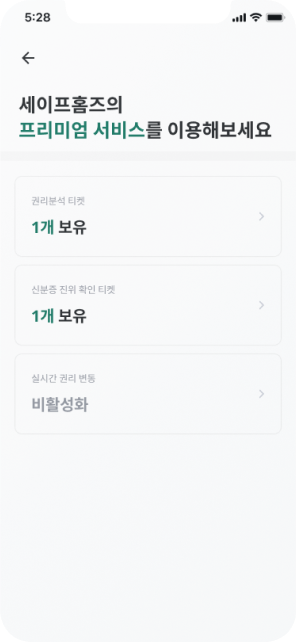 5:28
세이프홈즈의
프리미엄 서비스를 이용해보세요
권리분석 티켓
1개 보유
신분증 진위 확인 티켓
1개 보유
실시간 권리 변동
비활성화